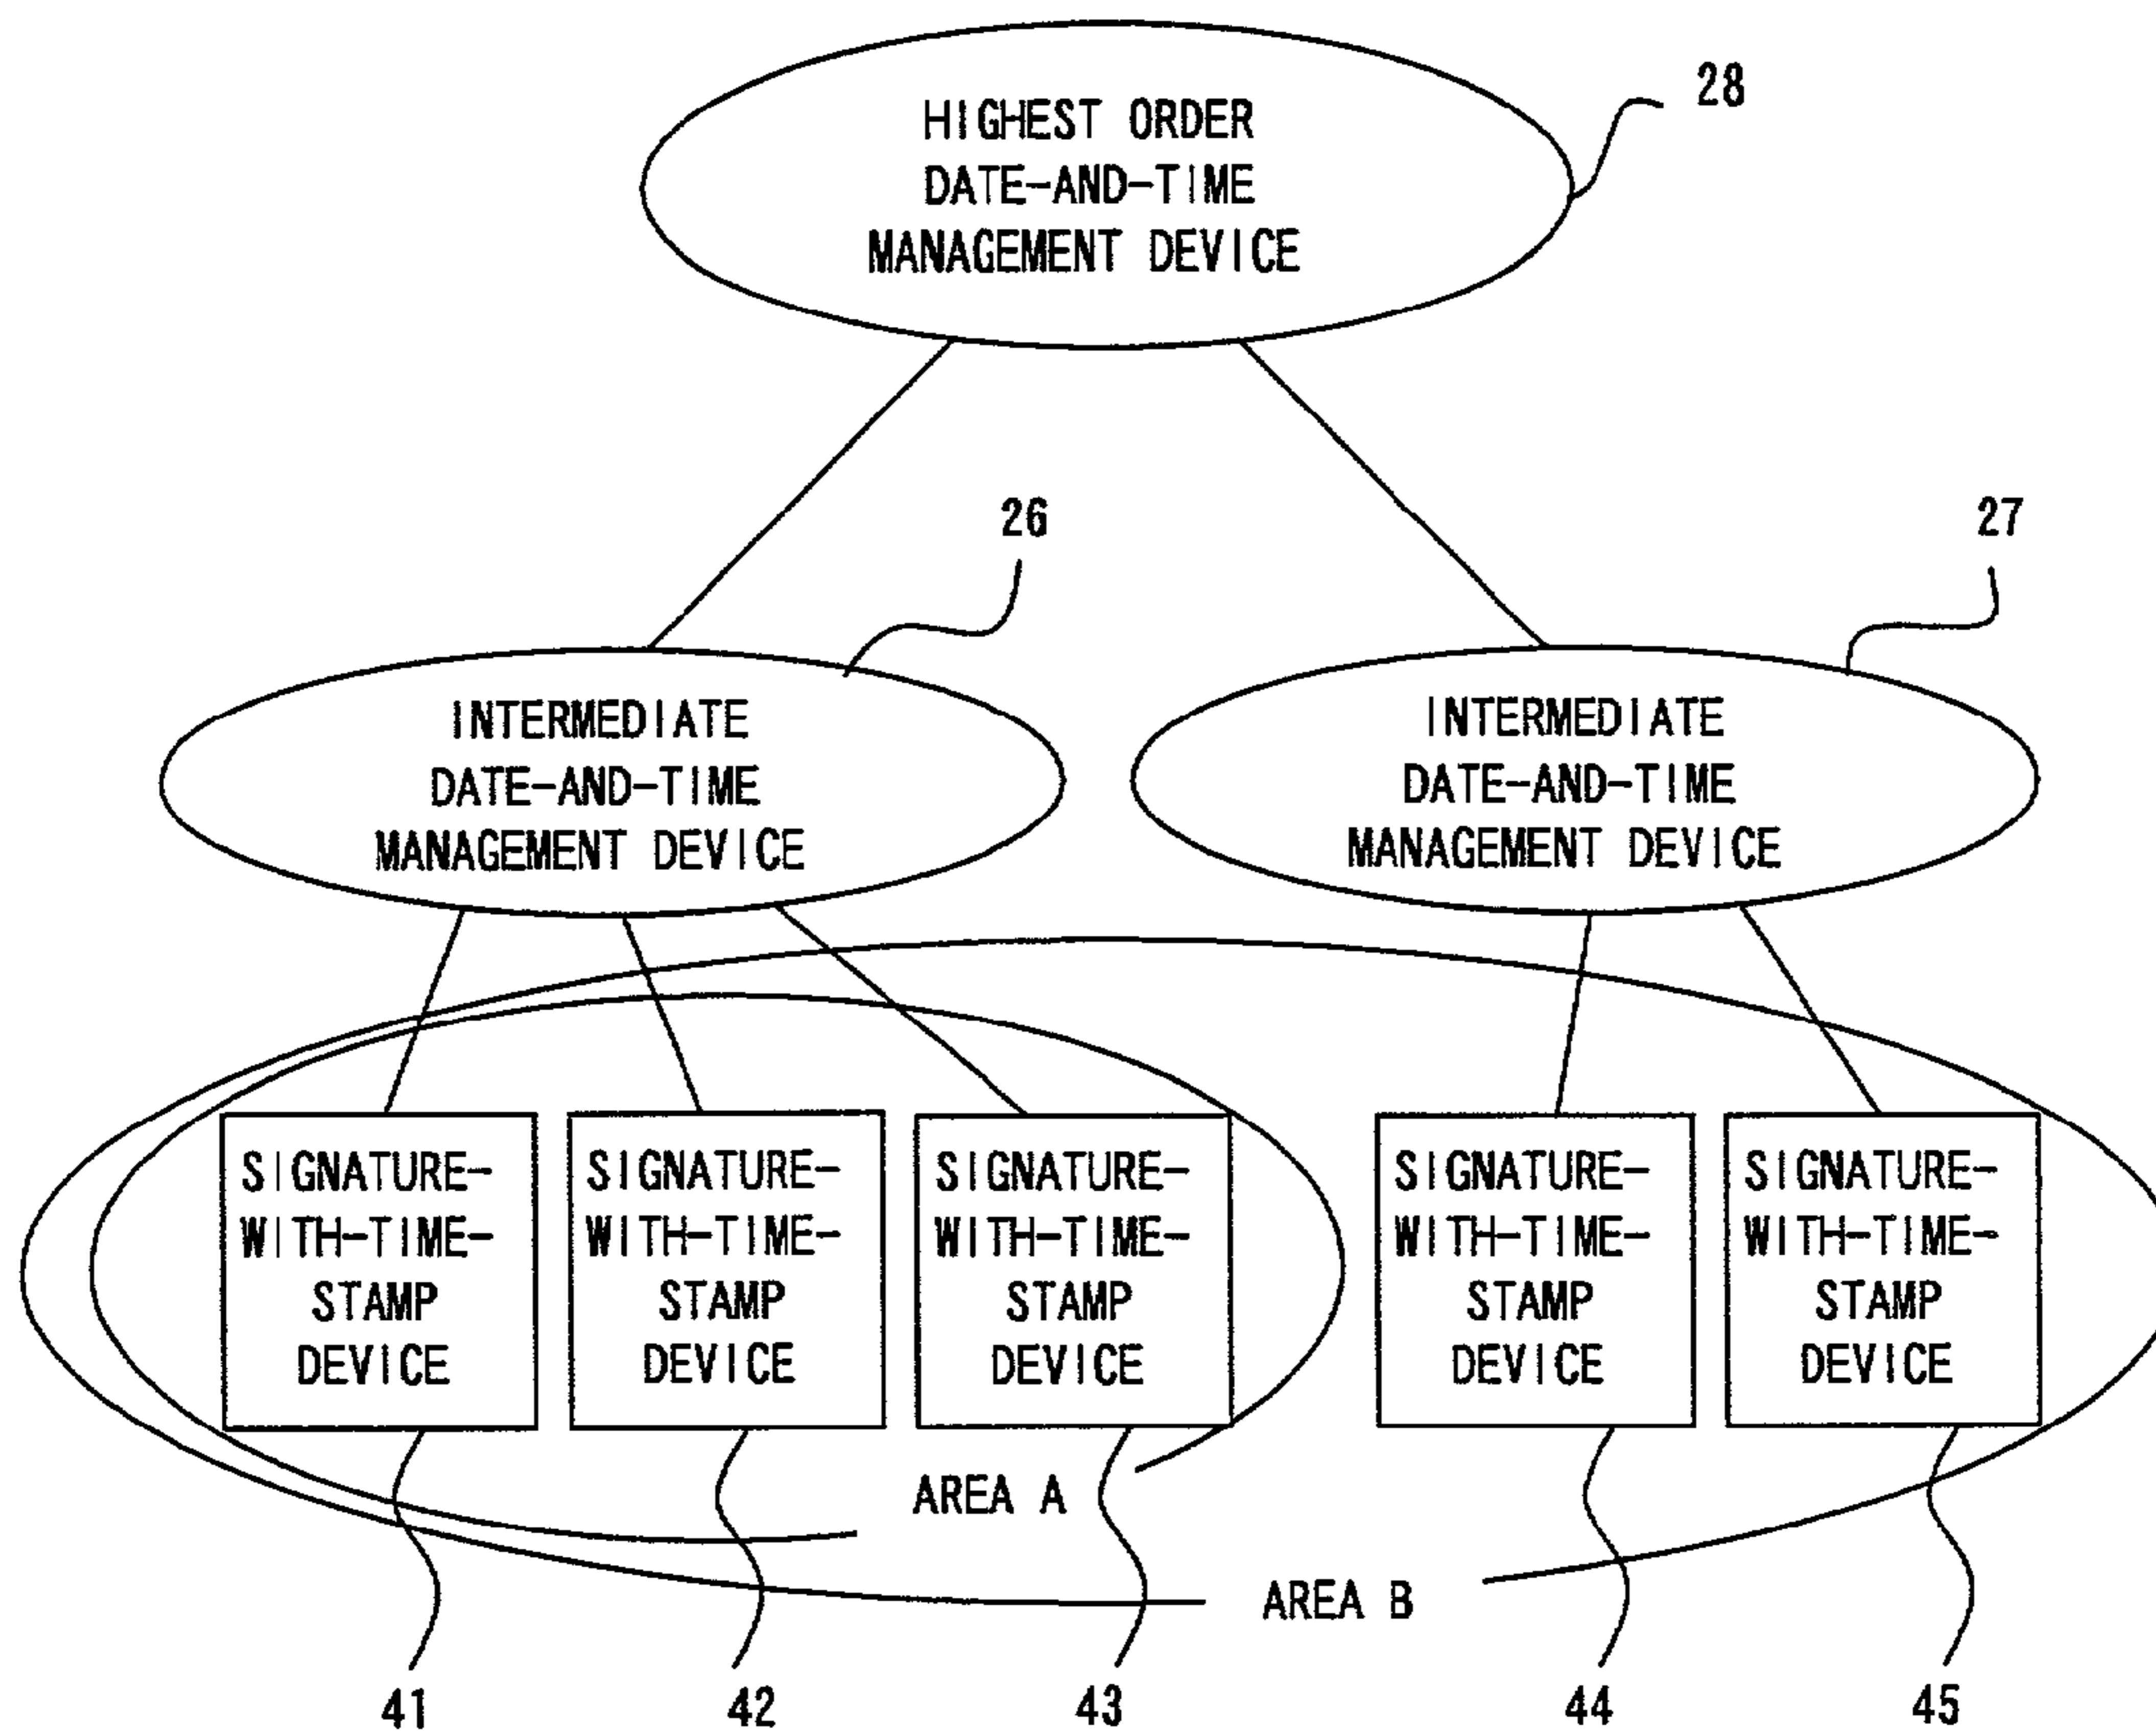 HIGHEST ORDER
DATE-AND-TIME
MANAGEMENT DEVICE
28
26
27
INTERMEDIATE
DATE-AND-TIME
MANAGEMENT DEVICE
INTERMEDIATE
DATE-AND-TIME
MANAGEMENT DEVICE
SIGNATURE-
WITH-TIME-
STAMP
DEVICE
SIGNATURE-
WITH-TIME-
STAMP
DEVICE
SIGNATURE-
WITH-TIME-
STAMP
DEVICE
SIGNATURE-
WITH-TIME-
STAMP
DEVICE
SIGNATURE-
WITH-TIME-
STAMP
DEVICE
AREA A
AREA B
41
42
43
44
45